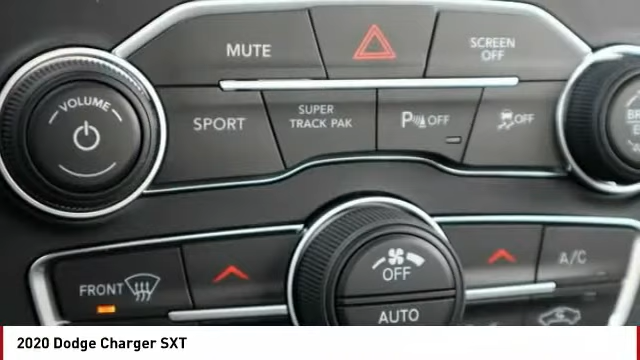 MUTE
SCREEN
OFF
VOLUME
SPORT
SUPER
TRACK PAK
P OFF
OFF
FRONT
OFF
AUTO
A/C
2020 Dodge Charger SXT